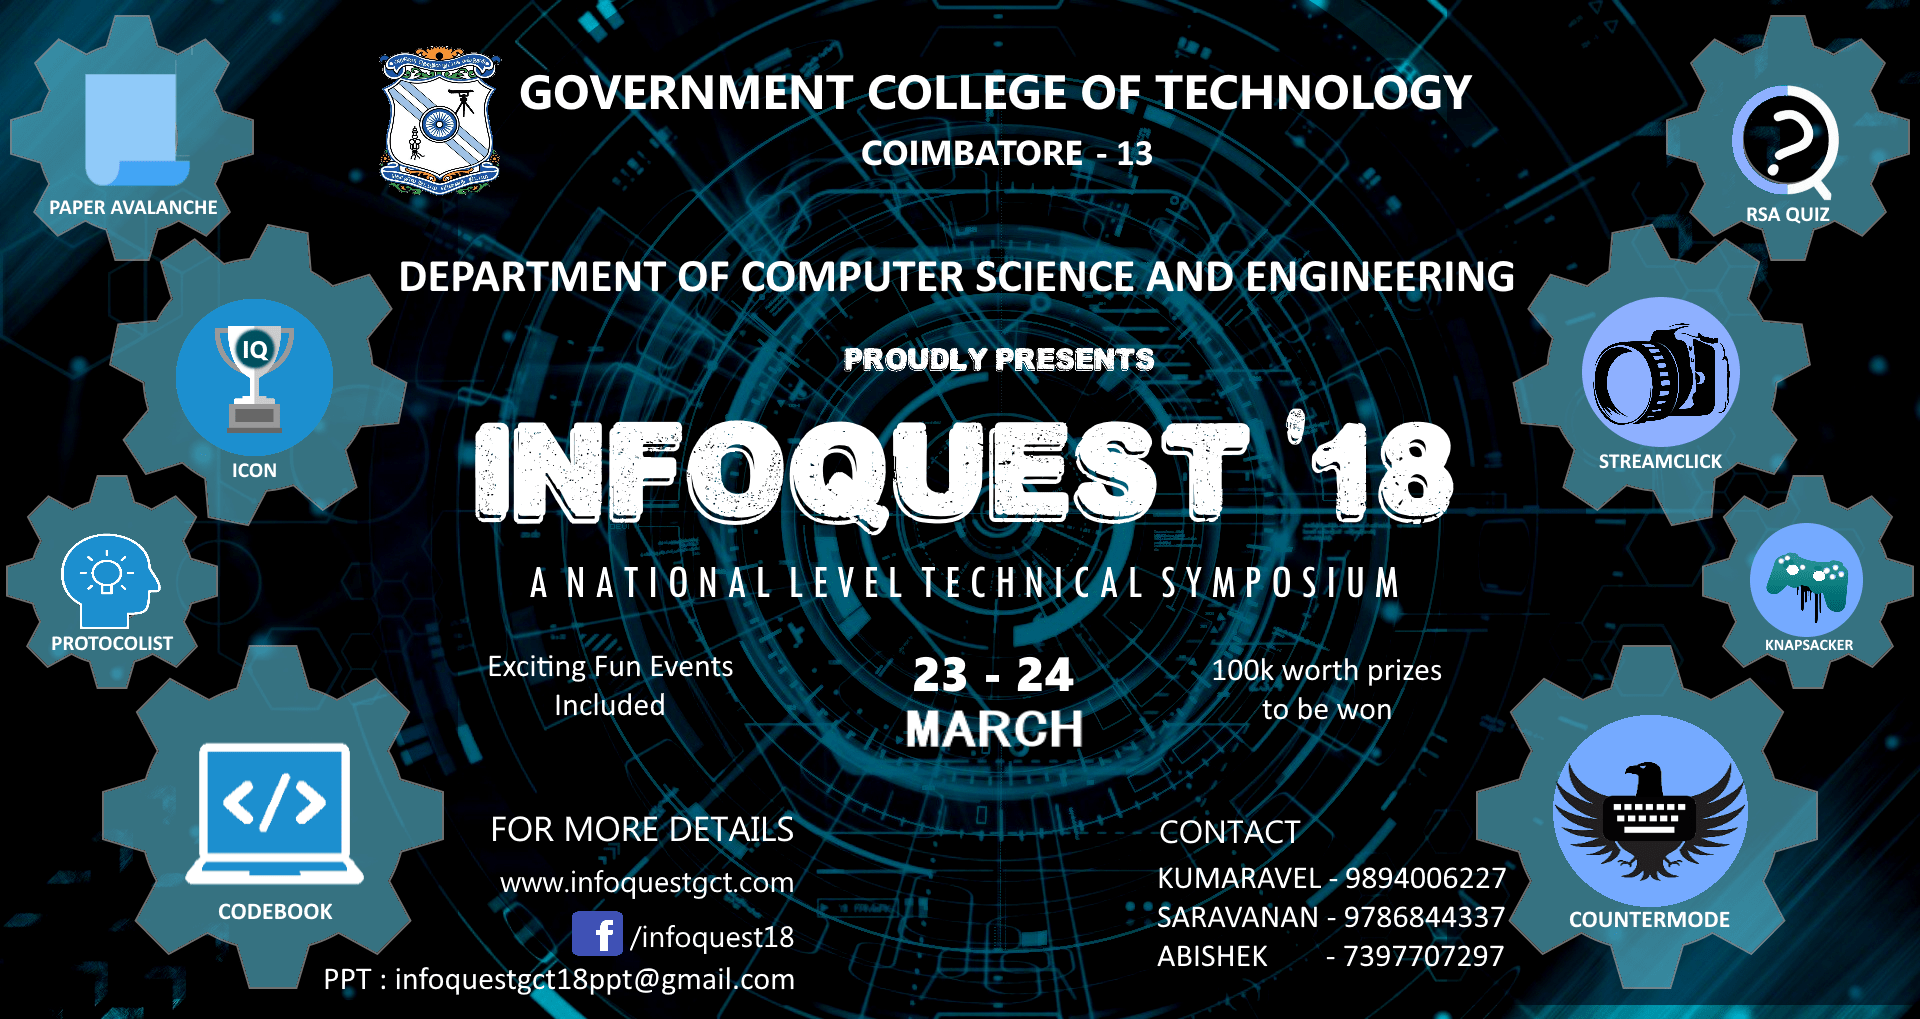 GOVERNMENT COLLEGE OF TECHNOLOGY
COIMBATORE - 13
DEPARTMENT OF COMPUTER SCIENCE AND ENGINEERING
PROUDLY PRESENTS
INFOQUEST '18
A NATIONAL LEVEL TECHNICAL SYMPOSIUM
Exciting Fun Events
Included
23 - 24
MARCH
100k worth prizes
to be won
FOR MORE DETAILS
www.infoquestgct.com
f /infoquest18
PPT : infoquestgct18ppt@gmail.com
CONTACT
KUMARAVEL - 9894006227
SARAVANAN - 9786844337
ABISHEK - 7397707297
PAPER AVALANCHE
IQ
ICON
PROTOCOLIST
</>
CODEBOOK
RSA QUIZ
STREAMCLICK
KNAPSACKER
COUNTERMODE